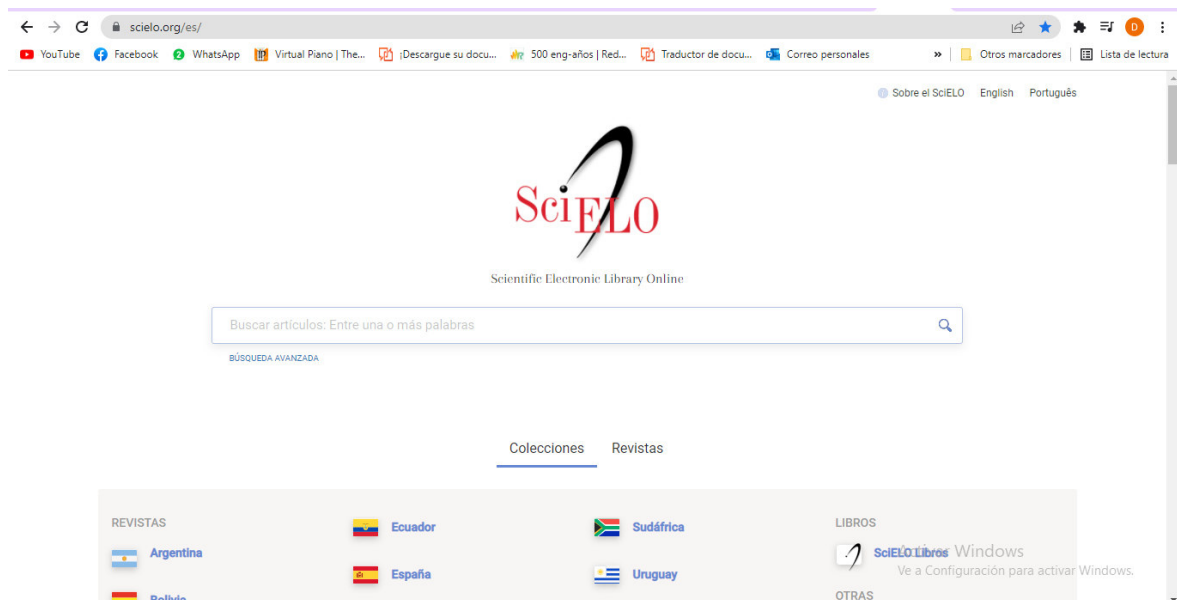 scielo.org/es/
D
YouTube Facebook 2 WhatsApp VP Virtual Piano | The... ¡Descargue su docu... 500 eng-años | Red... Traductor de docu... Correo personales » Otros marcadores Lista de lectura
Sobre el SciELO English Português
SciELO
Scientific Electronic Library Online
Buscar artículos: Entre una o más palabras
BÚSQUEDA AVANZADA
Colecciones Revistas
REVISTAS
Argentina
Bolivia
Ecuador
España
Sudáfrica
Uruguay
LIBROS
SciELO Libros
OTRAS
Activar Windows
Ve a Configuración para activar Windows.